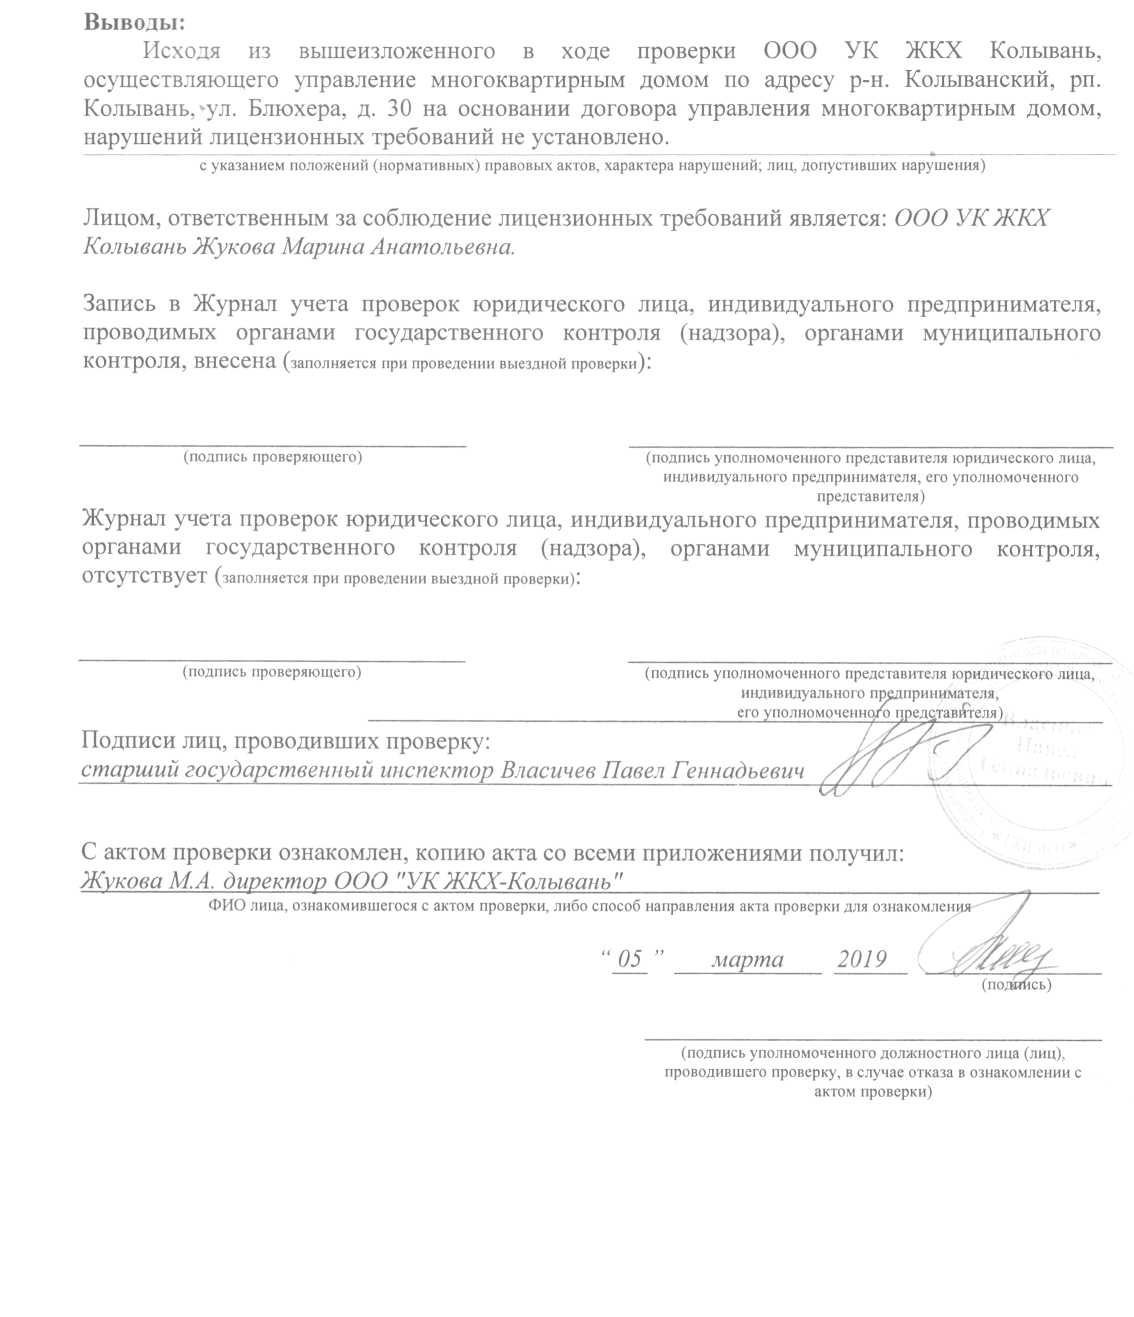 Выводы:
Исходя из вышеизложенного в ходе проверки ООО УК ЖКХ Колывань,
осуществляющего управление многоквартирным домом по адресу р-н. Колыванский, рп.
Колывань, ул. Блюхера, д. 30 на основании договора управления многоквартирным домом,
нарушений лицензионных требований не установлено.
с указанием положений (нормативных) правовых актов, характера нарушений; лиц, допустивших нарушения)
Лицом, ответственным за соблюдение лицензионных требований является: ООО УК ЖКХ
Колывань Жукова Марина Анатольевна.
Запись в Журнал учета проверок юридического лица, индивидуального предпринимателя,
проводимых органами государственного контроля (надзора), органами муниципального
контроля, внесена (заполняется при проведении выездной проверки):
(подпись проверяющего)
(подпись уполномоченного представителя юридического лица,
индивидуального предпринимателя, его уполномоченного
представителя)
Журнал учета проверок юридического лица, индивидуального предпринимателя, проводимых
органами государственного контроля (надзора), органами муниципального контроля,
отсутствует (заполняется при проведении выездной проверки):
(подпись проверяющего)
(подпись уполномоченного представителя юридического лица,
индивидуального предпринимателя,
его уполномоченного представителя)
Подписи лиц, проводивших проверку:
старший государственный инспектор Власичев Павел Геннадьевич
Павел
С актом проверки ознакомлен, копию акта со всеми приложениями получил:
Жукова М.А. директор ООО "УК ЖКХ-Колывань"
ФИО лица, ознакомившегося с актом проверки, либо способ направления акта проверки для ознакомления
“ 05 ” марта 2019
(подпись)
(подпись уполномоченного должностного лица (лиц),
проводившего проверку, в случае отказа в ознакомлении с
актом проверки)